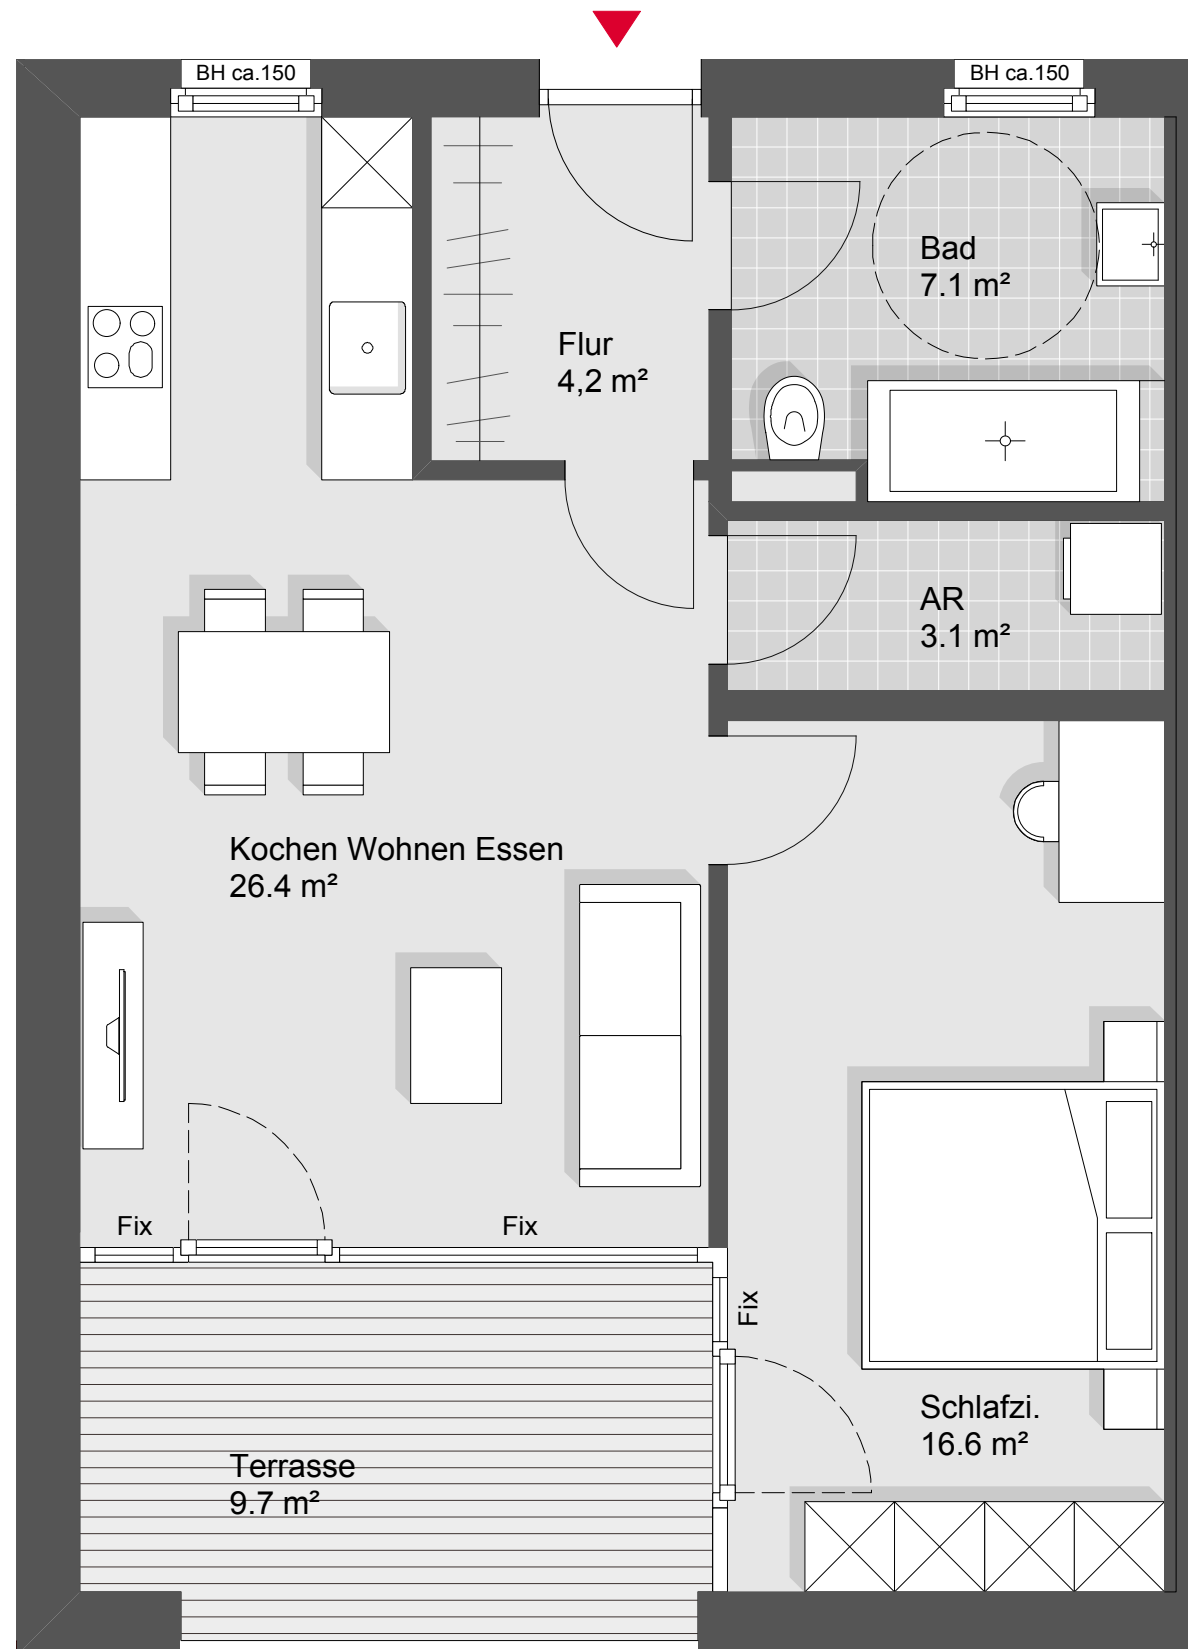 BH ca.150
BH ca.150
Bad
7.1 m²
Flur
4,2 m²
AR
3.1 m²
Kochen Wohnen Essen
26.4 m²
Fix
Fix
Fix
Schlafzi.
16.6 m²
Terrasse
9.7 m²